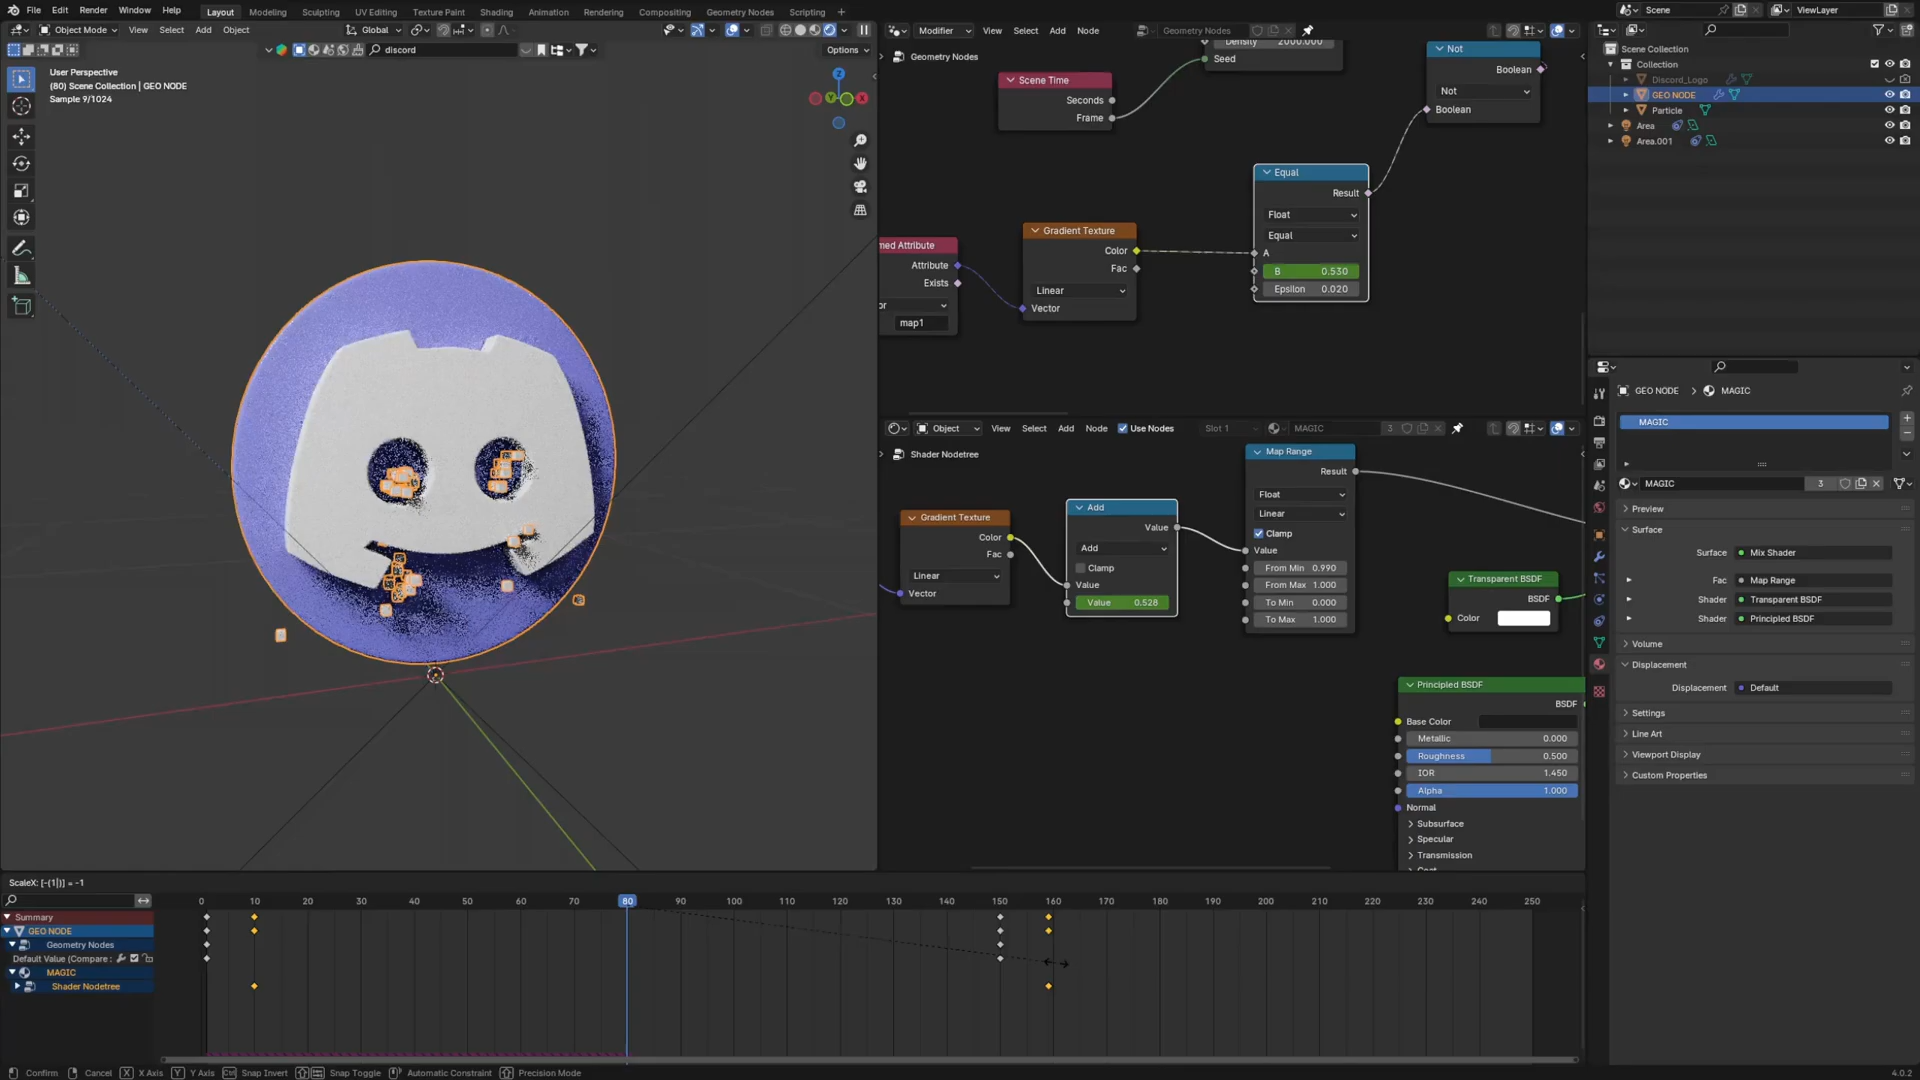 File Edit Render Window Help Layout Modeling Sculpting UV Editing Texture Paint Shading Animation Rendering Compositing Geometry Nodes Scripting +
Scene ViewLayer
Object Mode View Select Add Object Global
discord Options
User Perspective
(80) Scene Collection | GEO NODE
Sample 9/1024
Z
Y
X
Modifier View Select Add Node Geometry Nodes
Geometry Nodes
Density 2000.000
Seed
Scene Time
Seconds
Frame
Not
Boolean
Not
Boolean
Equal
Result
Float
Equal
A
B 0.530
Epsilon 0.020
Gradient Texture
Color
Fac
Linear
Vector
med Attribute
Attribute
Exists
or
map1
Object View Select Add Node Use Nodes Slot 1 MAGIC 3
Shader Nodetree
Gradient Texture
Color
Fac
Linear
Vector
Add
Value
Add
Clamp
Value
Value 0.528
Map Range
Result
Float
Linear
Clamp
Value
From Min 0.990
From Max 1.000
To Min 0.000
To Max 1.000
Transparent BSDF
BSDF
Color
Principled BSDF
BSDF
Base Color
Metallic 0.000
Roughness 0.500
IOR 1.450
Alpha 1.000
Normal
Subsurface
Specular
Transmission
Scene Collection
Collection
Discord_Logo
GEO NODE
Particle
Area
Area.001
GEO NODE > MAGIC
MAGIC
MAGIC 3
Preview
Surface
Surface Mix Shader
Fac Map Range
Shader Transparent BSDF
Shader Principled BSDF
Volume
Displacement
Displacement Default
Settings
Line Art
Viewport Display
Custom Properties
ScaleX: [-(1|)] = -1
0 10 20 30 40 50 60 70 80 90 100 110 120 130 140 150 160 170 180 190 200 210 220 230 240 250
Summary
GEO NODE
Geometry Nodes
Default Value (Compare :
MAGIC
Shader Nodetree
Confirm Cancel X X Axis Y Y Axis Ctrl Snap Invert Snap Toggle Automatic Constraint Precision Mode 4.0.2